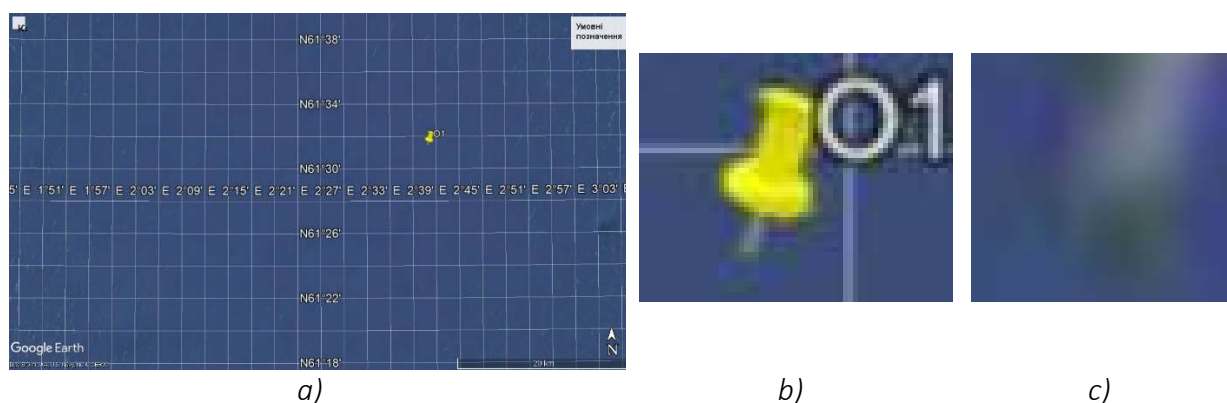 Умовні
позначення
N61°38'
N61°34'
O1
N61°30'
5' E 1°51' E 1°57' E 2°03' E 2°09' E 2°15' E 2°21' E 2°27' E 2°33' E 2°39' E 2°45' E 2°51' E 2°57' E 3°03' E
N61°26'
N61°22'
N61°18'
Google Earth
N
20 km
O1
a)
b)
c)